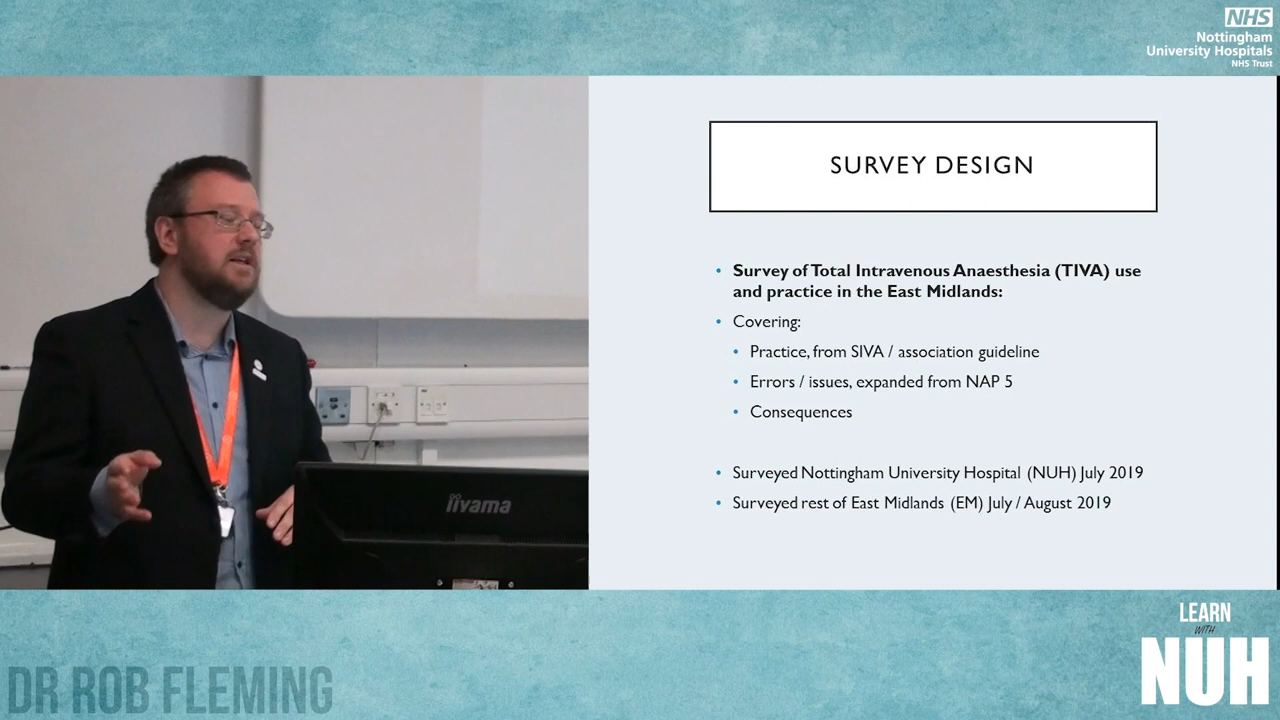 NHS
Nottingham
University Hospitals
NHS Trust
SURVEY DESIGN
• Survey of Total Intravenous Anaesthesia (TIVA) use
and practice in the East Midlands:
• Covering:
• Practice, from SIVA / association guideline
• Errors / issues, expanded from NAP 5
• Consequences
• Surveyed Nottingham University Hospital (NUH) July 2019
• Surveyed rest of East Midlands (EM) July / August 2019
iiyama
DR ROB FLEMING
LEARN
WITH
NUH